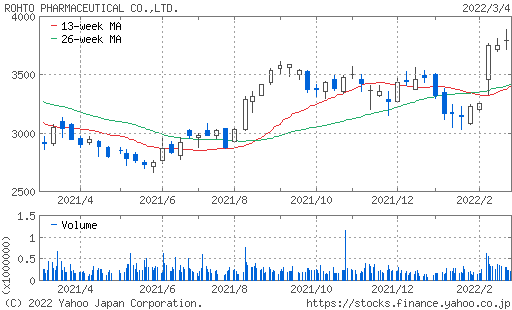 ROHTO PHARMACEUTICAL CO.,LTD. 2022/3/4
4000
13-week MA
26-week MA
3500
3000
2500
2021/4 2021/6 2021/8 2021/10 2021/12 2022/2
1.5
Volume
1
0.5
0
(x1000000)
2021/4 2021/6 2021/8 2021/10 2021/12 2022/2
(C) 2022 Yahoo Japan Corporation. https://stocks.finance.yahoo.co.jp/